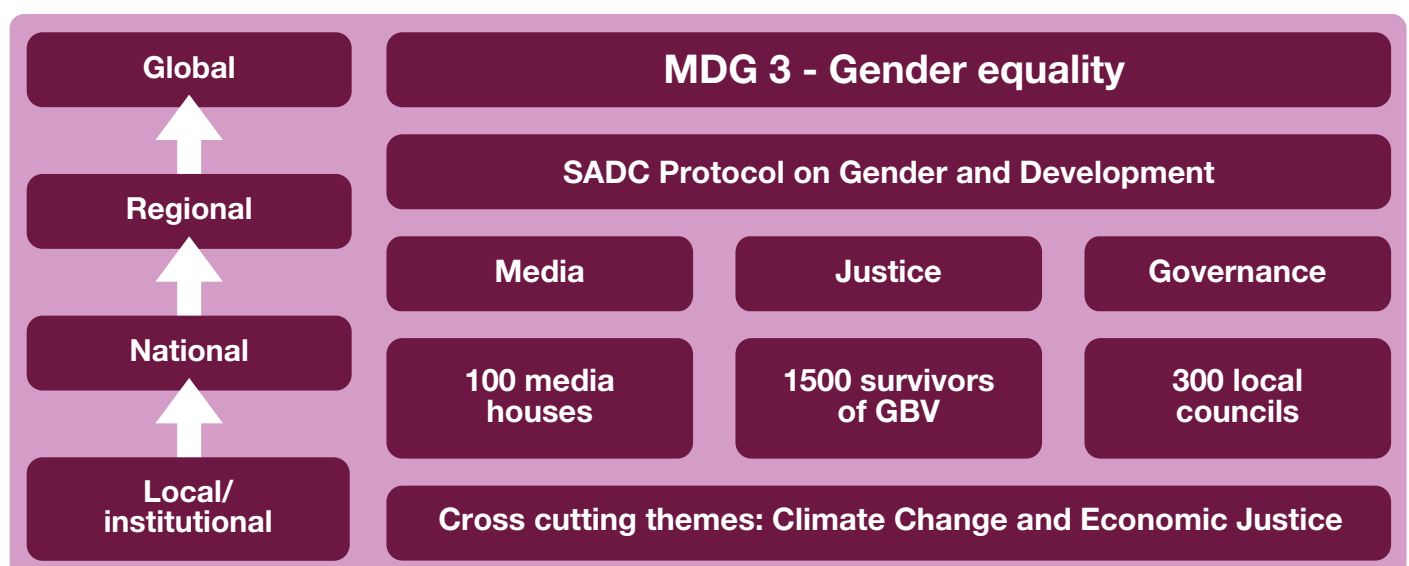 Global
MDG 3 - Gender equality
SADC Protocol on Gender and Development
Regional
Media
Justice
Governance
National
100 media
houses
1500 survivors
of GBV
300 local
councils
Local/
institutional
Cross cutting themes: Climate Change and Economic Justice